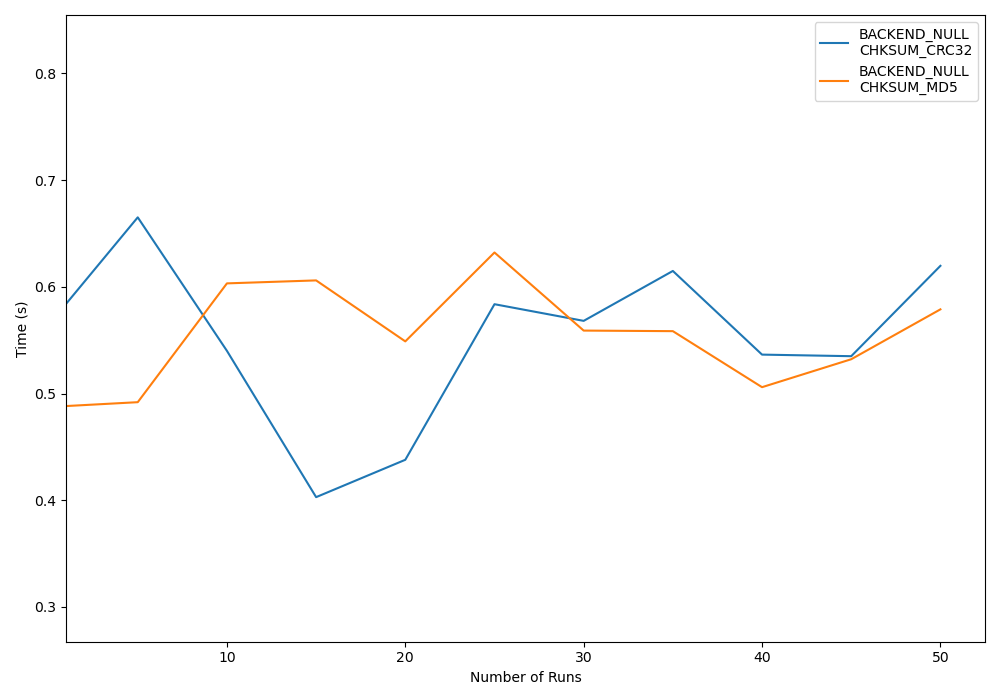 BACKEND_NULL
CHKSUM_CRC32
BACKEND_NULL
CHKSUM_MD5
0.8
0.7
0.6
0.5
0.4
0.3
Time (s)
10 20 30 40 50
Number of Runs